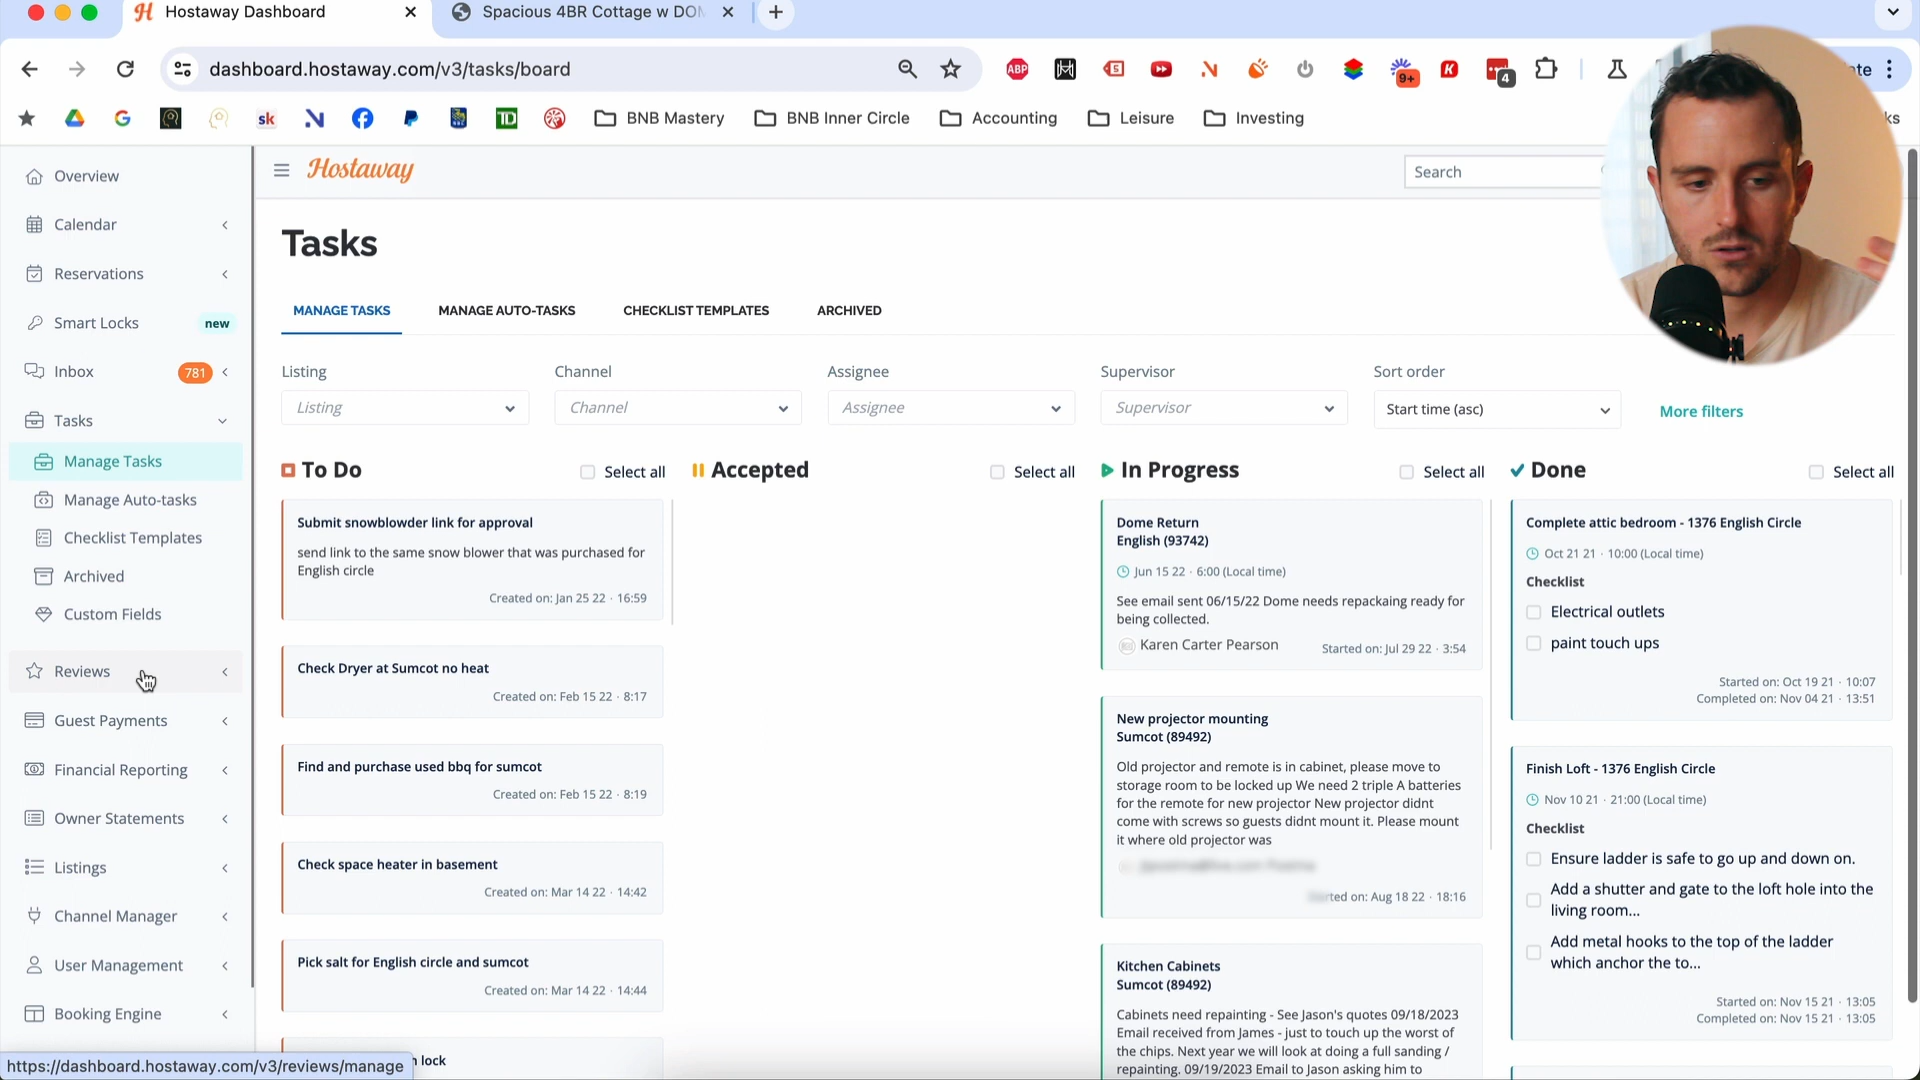 Hostaway Dashboard
Spacious 4BR Cottage w DOM
dashboard.hostaway.com/v3/tasks/board
ABP
5
9+
K
4
sk
TD
BNB Mastery
BNB Inner Circle
Accounting
Leisure
Investing
Overview
Calendar
Reservations
Smart Locks
new
Inbox
781
Tasks
Manage Tasks
Manage Auto-tasks
Checklist Templates
Archived
Custom Fields
Reviews
Guest Payments
Financial Reporting
Owner Statements
Listings
Channel Manager
User Management
Booking Engine
https://dashboard.hostaway.com/v3/reviews/manage
Hostaway
Search
Tasks
MANAGE TASKS
MANAGE AUTO-TASKS
CHECKLIST TEMPLATES
ARCHIVED
Listing
Listing
Channel
Channel
Assignee
Assignee
Supervisor
Supervisor
Sort order
Start time (asc)
More filters
To Do
Select all
Submit snowblowder link for approval
send link to the same snow blower that was purchased for
English circle
Created on: Jan 25 22 · 16:59
Check Dryer at Sumcot no heat
Created on: Feb 15 22 · 8:17
Find and purchase used bbq for sumcot
Created on: Feb 15 22 · 8:19
Check space heater in basement
Created on: Mar 14 22 · 14:42
Pick salt for English circle and sumcot
Created on: Mar 14 22 · 14:44
lock
Accepted
Select all
In Progress
Select all
Dome Return
English (93742)
Jun 15 22 · 6:00 (Local time)
See email sent 06/15/22 Dome needs repackaing ready for
being collected.
Karen Carter Pearson
Started on: Jul 29 22 · 3:54
New projector mounting
Sumcot (89492)
Old projector and remote is in cabinet, please move to
storage room to be locked up We need 2 triple A batteries
for the remote for new projector New projector didnt
come with screws so guests didnt mount it. Please mount
it where old projector was
ted on: Aug 18 22 · 18:16
Kitchen Cabinets
Sumcot (89492)
Cabinets need repainting - See Jason's quotes 09/18/2023
Email received from James - just to touch up the worst of
the chips. Next year we will look at doing a full sanding /
repainting. 09/19/2023 Email to Jason asking him to
Done
Select all
Complete attic bedroom - 1376 English Circle
Oct 21 21 · 10:00 (Local time)
Checklist
Electrical outlets
paint touch ups
Started on: Oct 19 21 · 10:07
Completed on: Nov 04 21 · 13:51
Finish Loft - 1376 English Circle
Nov 10 21 · 21:00 (Local time)
Checklist
Ensure ladder is safe to go up and down on.
Add a shutter and gate to the loft hole into the
living room...
Add metal hooks to the top of the ladder
which anchor the to...
Started on: Nov 15 21 · 13:05
Completed on: Nov 15 21 · 13:05